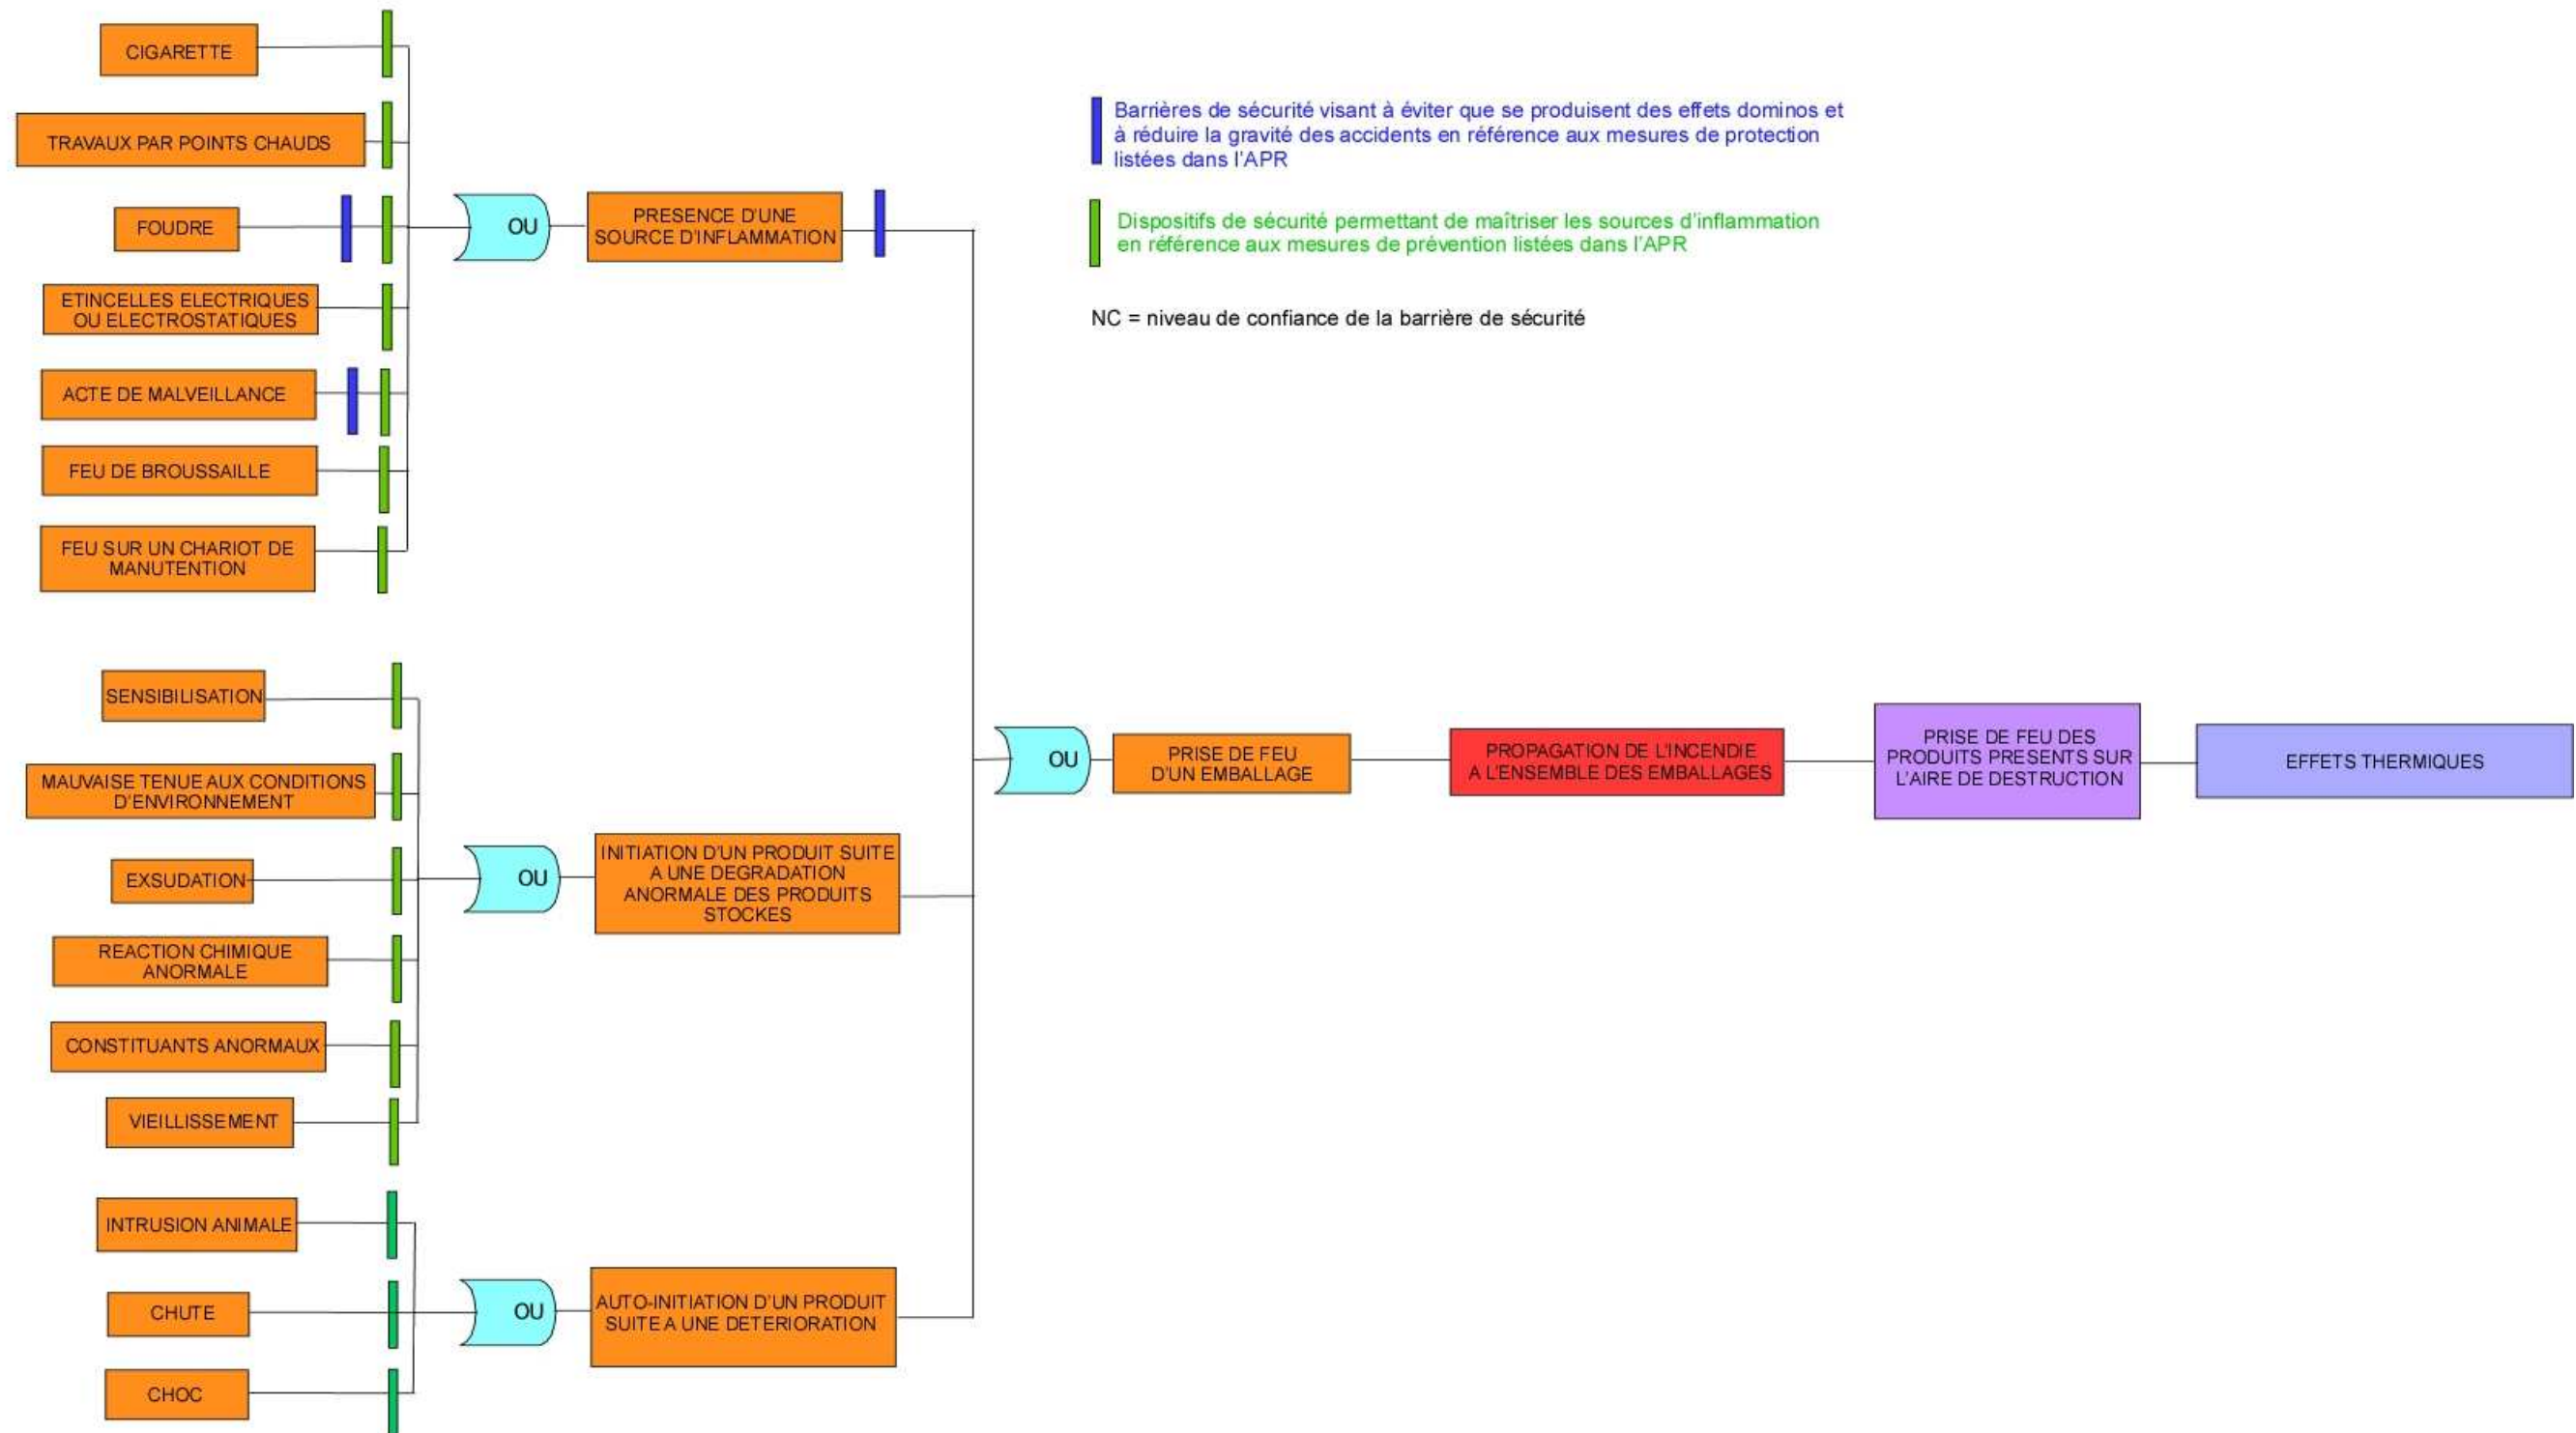 CIGARETTE
TRAVAUX PAR POINTS CHAUDS
FOUDRE
ETINCELLES ELECTRIQUES
OU ELECTROSTATIQUES
ACTE DE MALVEILLANCE
FEU DE BROUSSAILLE
FEU SUR UN CHARIOT DE
MANUTENTION
OU
PRESENCE D'UNE
SOURCE D'INFLAMMATION
Barrières de sécurité visant à éviter que se produisent des effets dominos et
à réduire la gravité des accidents en référence aux mesures de protection
listées dans l'APR
Dispositifs de sécurité permettant de maîtriser les sources d'inflammation
en référence aux mesures de prévention listées dans l'APR
NC = niveau de confiance de la barrière de sécurité
SENSIBILISATION
MAUVAISE TENUE AUX CONDITIONS
D'ENVIRONNEMENT
EXSUDATION
REACTION CHIMIQUE
ANORMALE
CONSTITUANTS ANORMAUX
VIEILLISSEMENT
OU
INITIATION D'UN PRODUIT SUITE
A UNE DEGRADATION
ANORMALE DES PRODUITS
STOCKES
INTRUSION ANIMALE
CHUTE
CHOC
OU
AUTO-INITIATION D'UN PRODUIT
SUITE A UNE DETERIORATION
OU
PRISE DE FEU
D'UN EMBALLAGE
PROPAGATION DE L'INCENDIE
A L'ENSEMBLE DES EMBALLAGES
PRISE DE FEU DES
PRODUITS PRESENTS SUR
L'AIRE DE DESTRUCTION
EFFETS THERMIQUES